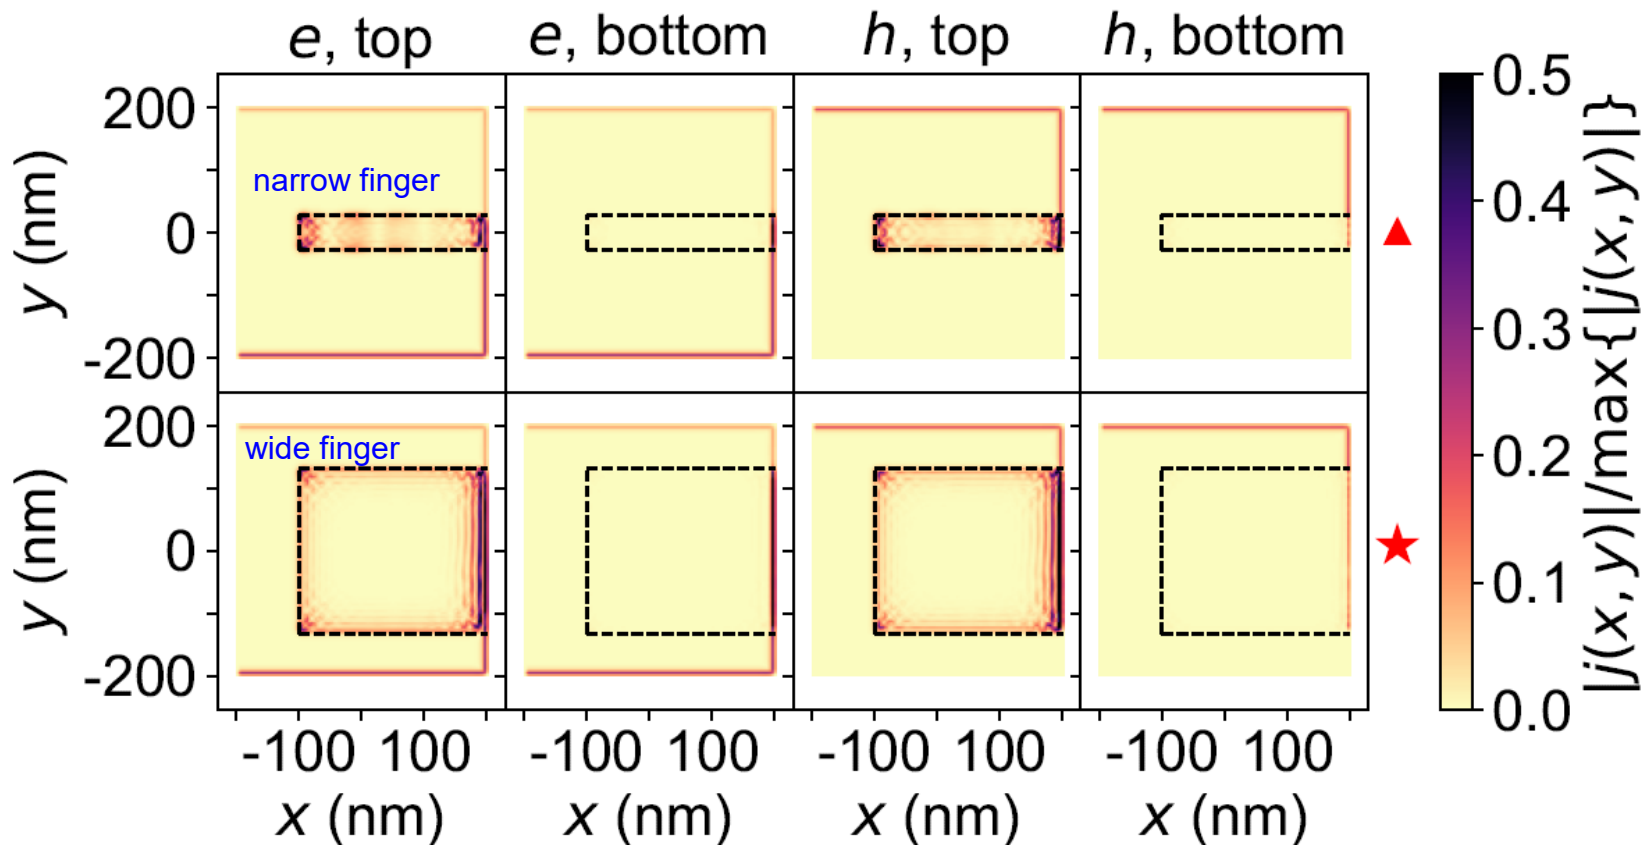 e, top e, bottom h, top h, bottom
200
0
-200
y (nm)
narrow finger
200
0
-200
y (nm)
wide finger
-100 100 -100 100 -100 100 -100 100
x (nm) x (nm) x (nm) x (nm)
0.5
0.4
0.3
0.2
0.1
0.0
|j(x, y)|/max{|j(x, y)|}